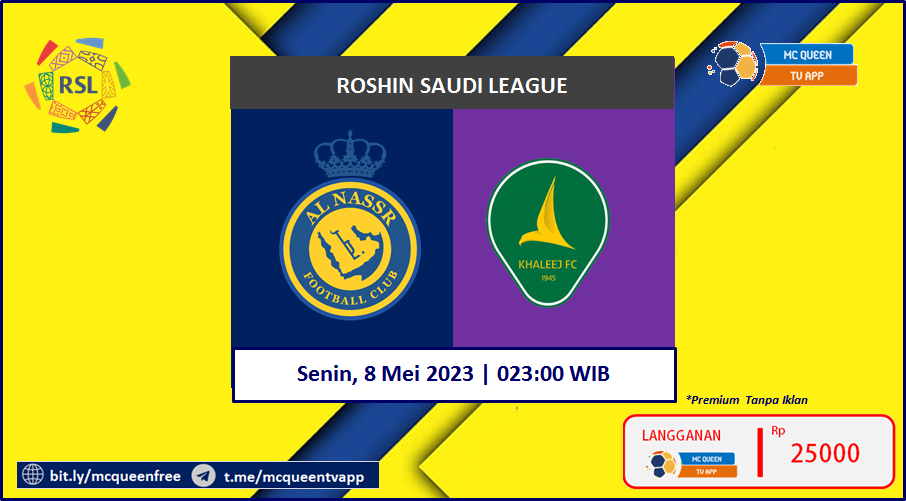 RSL
MC QUEEN
TV APP
ROSHIN SAUDI LEAGUE
AL NASSR
FOOTBALL CLUB
KHALEEJ FC
1945
Senin, 8 Mei 2023 | 023:00 WIB
*Premium Tanpa Iklan
LANGGANAN
MC QUEEN
TV APP
Rp
25000
bit.ly/mcqueenfree
t.me/mcqueentvapp